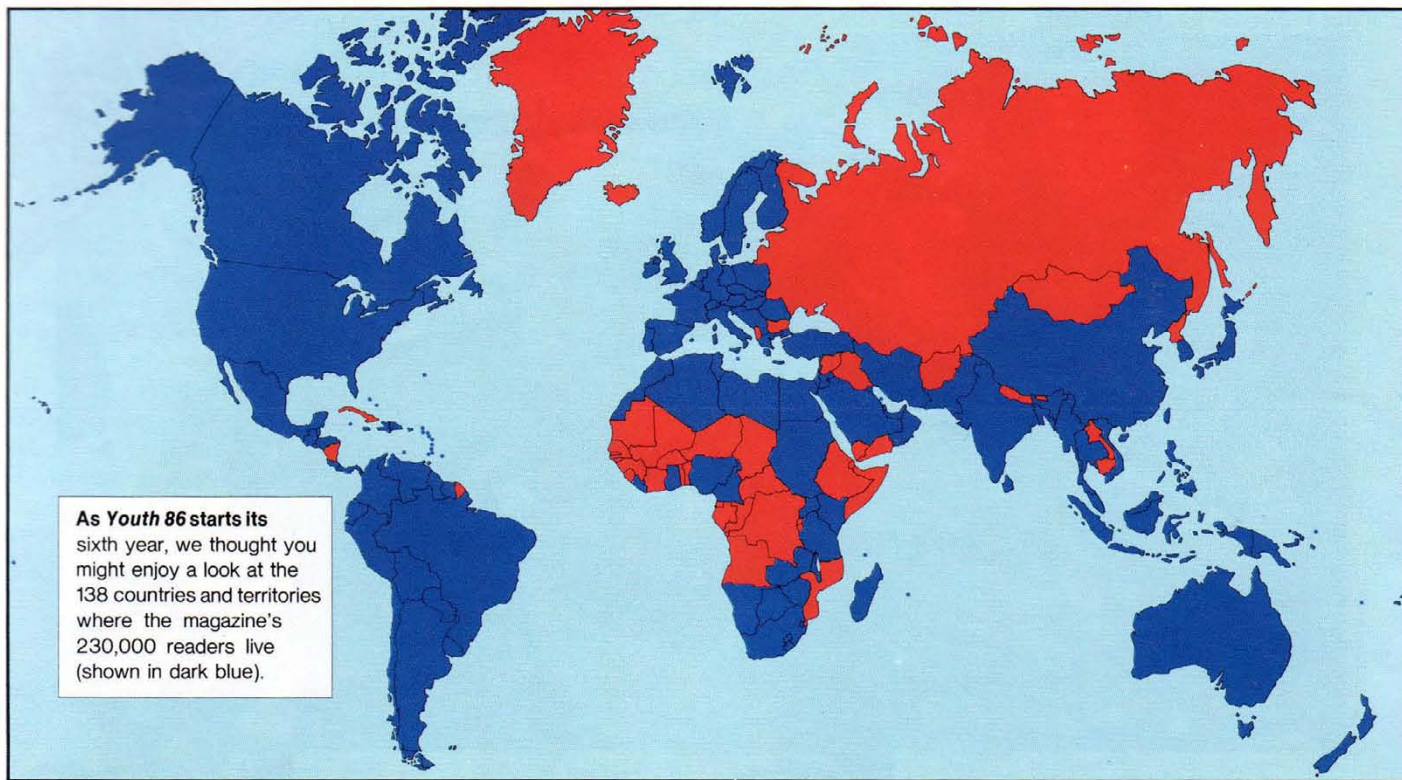 As Youth 86 starts its
sixth year, we thought you
might enjoy a look at the
138 countries and territories
where the magazine's
230,000 readers live
(shown in dark blue).